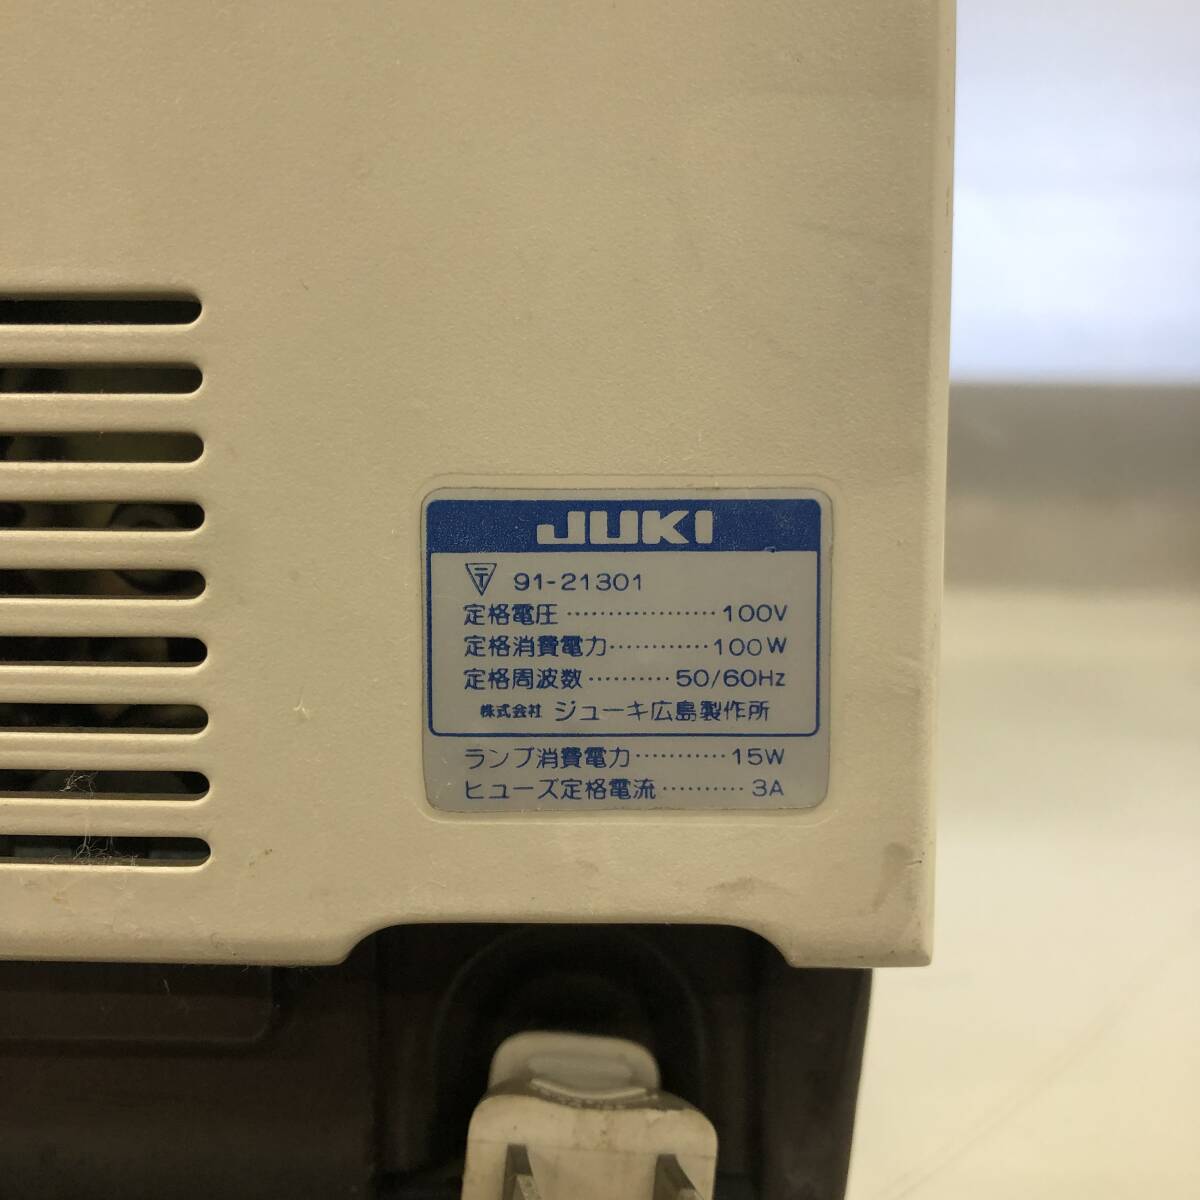 JUKI
〒 91-21301
定格電圧 ·················· 100V
定格消費電力 ············ 100W
定格周波数 ·········· 50/60Hz
株式会社 ジューキ広島製作所
ランプ消費電力 ··········· 15W
ヒューズ定格電流 ·········· 3A